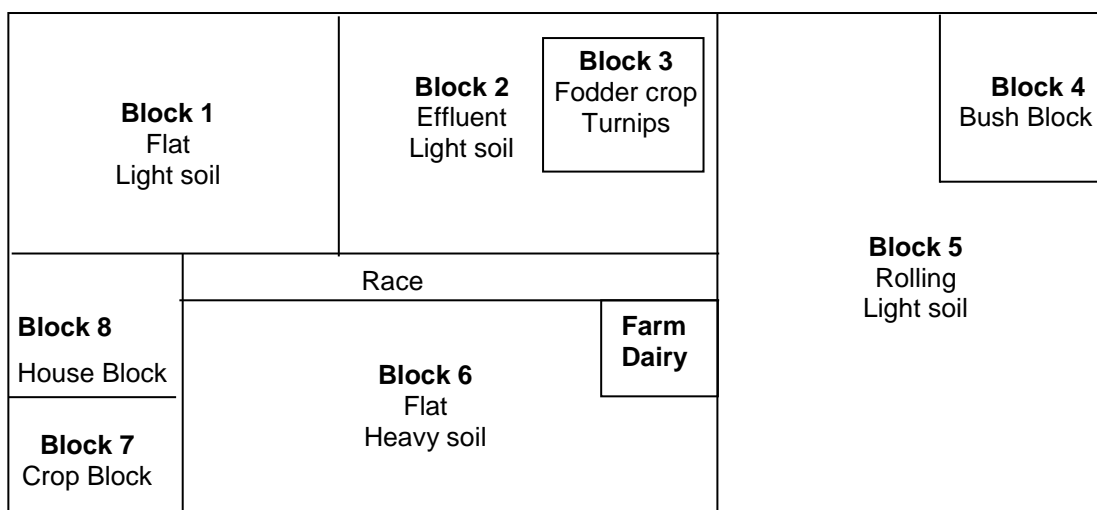 Block 1
Flat
Light soil
Block 2
Effluent
Light soil
Block 3
Fodder crop
Turnips
Block 4
Bush Block
Block 5
Rolling
Light soil
Race
Block 8
House Block
Farm
Dairy
Block 6
Flat
Heavy soil
Block 7
Crop Block